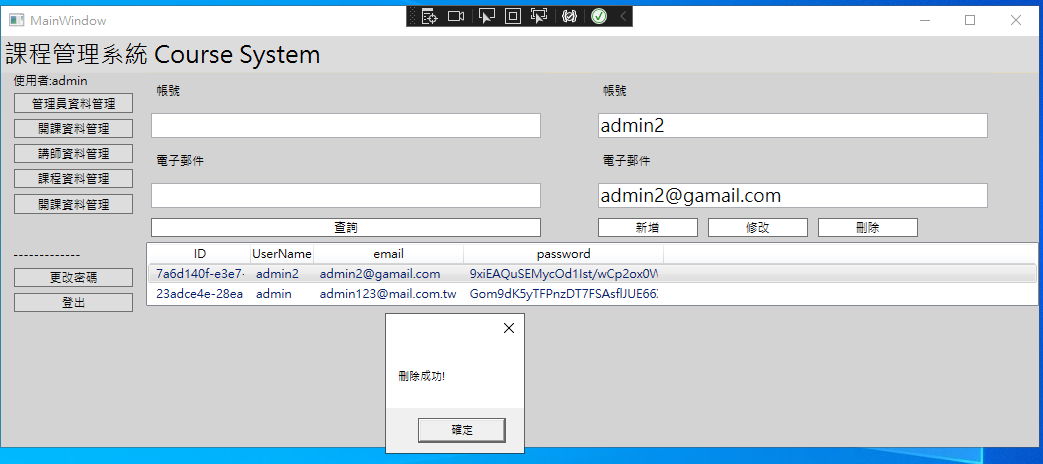 MainWindow
課程管理系統 Course System
使用者:admin
管理員資料管理
開課資料管理
講師資料管理
課程資料管理
開課資料管理
-------------
更改密碼
登出
帳號
電子郵件
查詢
帳號
admin2
電子郵件
admin2@gamail.com
新增 修改 刪除
ID UserName email password
7a6d140f-e3e7- admin2 admin2@gamail.com 9xiEAQuSEMycOd1Ist/wCp2ox0W
23adce4e-28ea admin admin123@mail.com.tw Gom9dK5yTFPnzDT7FSAsflJUE66
刪除成功!
確定